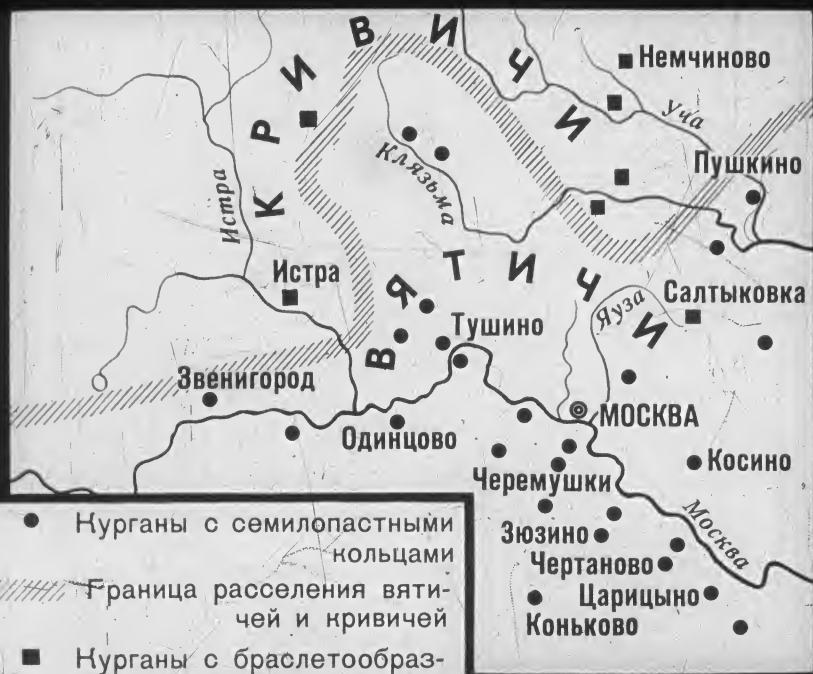 КРИВИЧИ
Немчиново
Уча
Пушкино
Клязьма
Истра
ВЯТИЧИ
Истра
Салтыковка
Яуза
Тушино
Звенигород
МОСКВА
Одинцово
Косино
Черемушки
Москва
Зюзино
Чертаново
Царицыно
Коньково
Курганы с семилопастными
кольцами
Граница расселения вяти-
чей и кривичей
Курганы с браслетообраз-